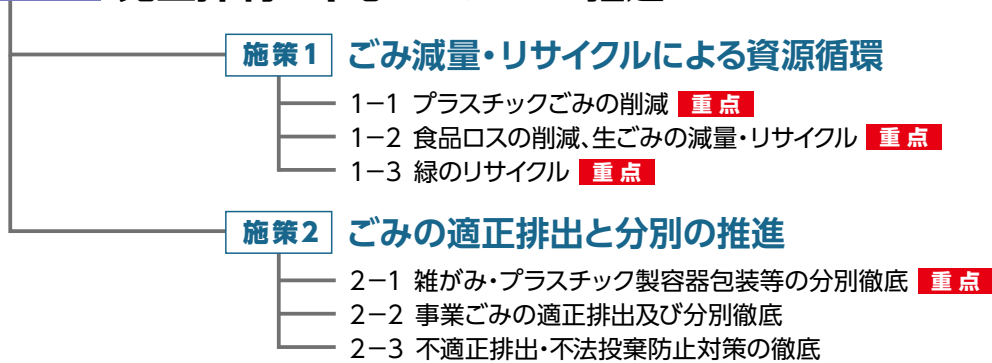 施策1 ごみ減量・リサイクルによる資源循環
1−1 プラスチックごみの削減 重点
1−2 食品ロスの削減、生ごみの減量・リサイクル 重点
1−3 緑のリサイクル 重点
施策2 ごみの適正排出と分別の推進
2−1 雑がみ・プラスチック製容器包装等の分別徹底 重点
2−2 事業ごみの適正排出及び分別徹底
2−3 不適正排出・不法投棄防止対策の徹底